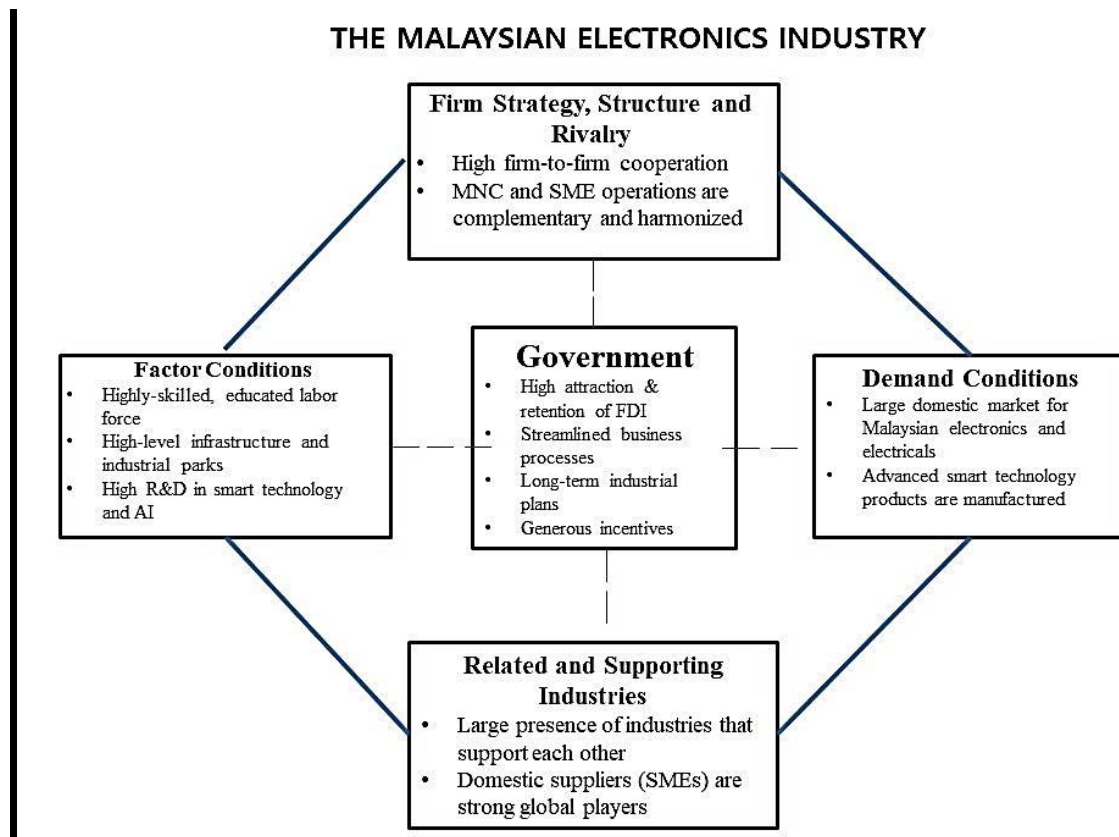 THE MALAYSIAN ELECTRONICS INDUSTRY
Firm Strategy, Structure and
Rivalry
• High firm-to-firm cooperation
• MNC and SME operations are
complementary and harmonized
Factor Conditions
• Highly-skilled, educated labor
force
• High-level infrastructure and
industrial parks
• High R&D in smart technology
and AI
Government
• High attraction &
retention of FDI
• Streamlined business
processes
• Long-term industrial
plans
• Generous incentives
Demand Conditions
• Large domestic market for
Malaysian electronics and
electricals
• Advanced smart technology
products are manufactured
Related and Supporting
Industries
• Large presence of industries that
support each other
• Domestic suppliers (SMEs) are
strong global players